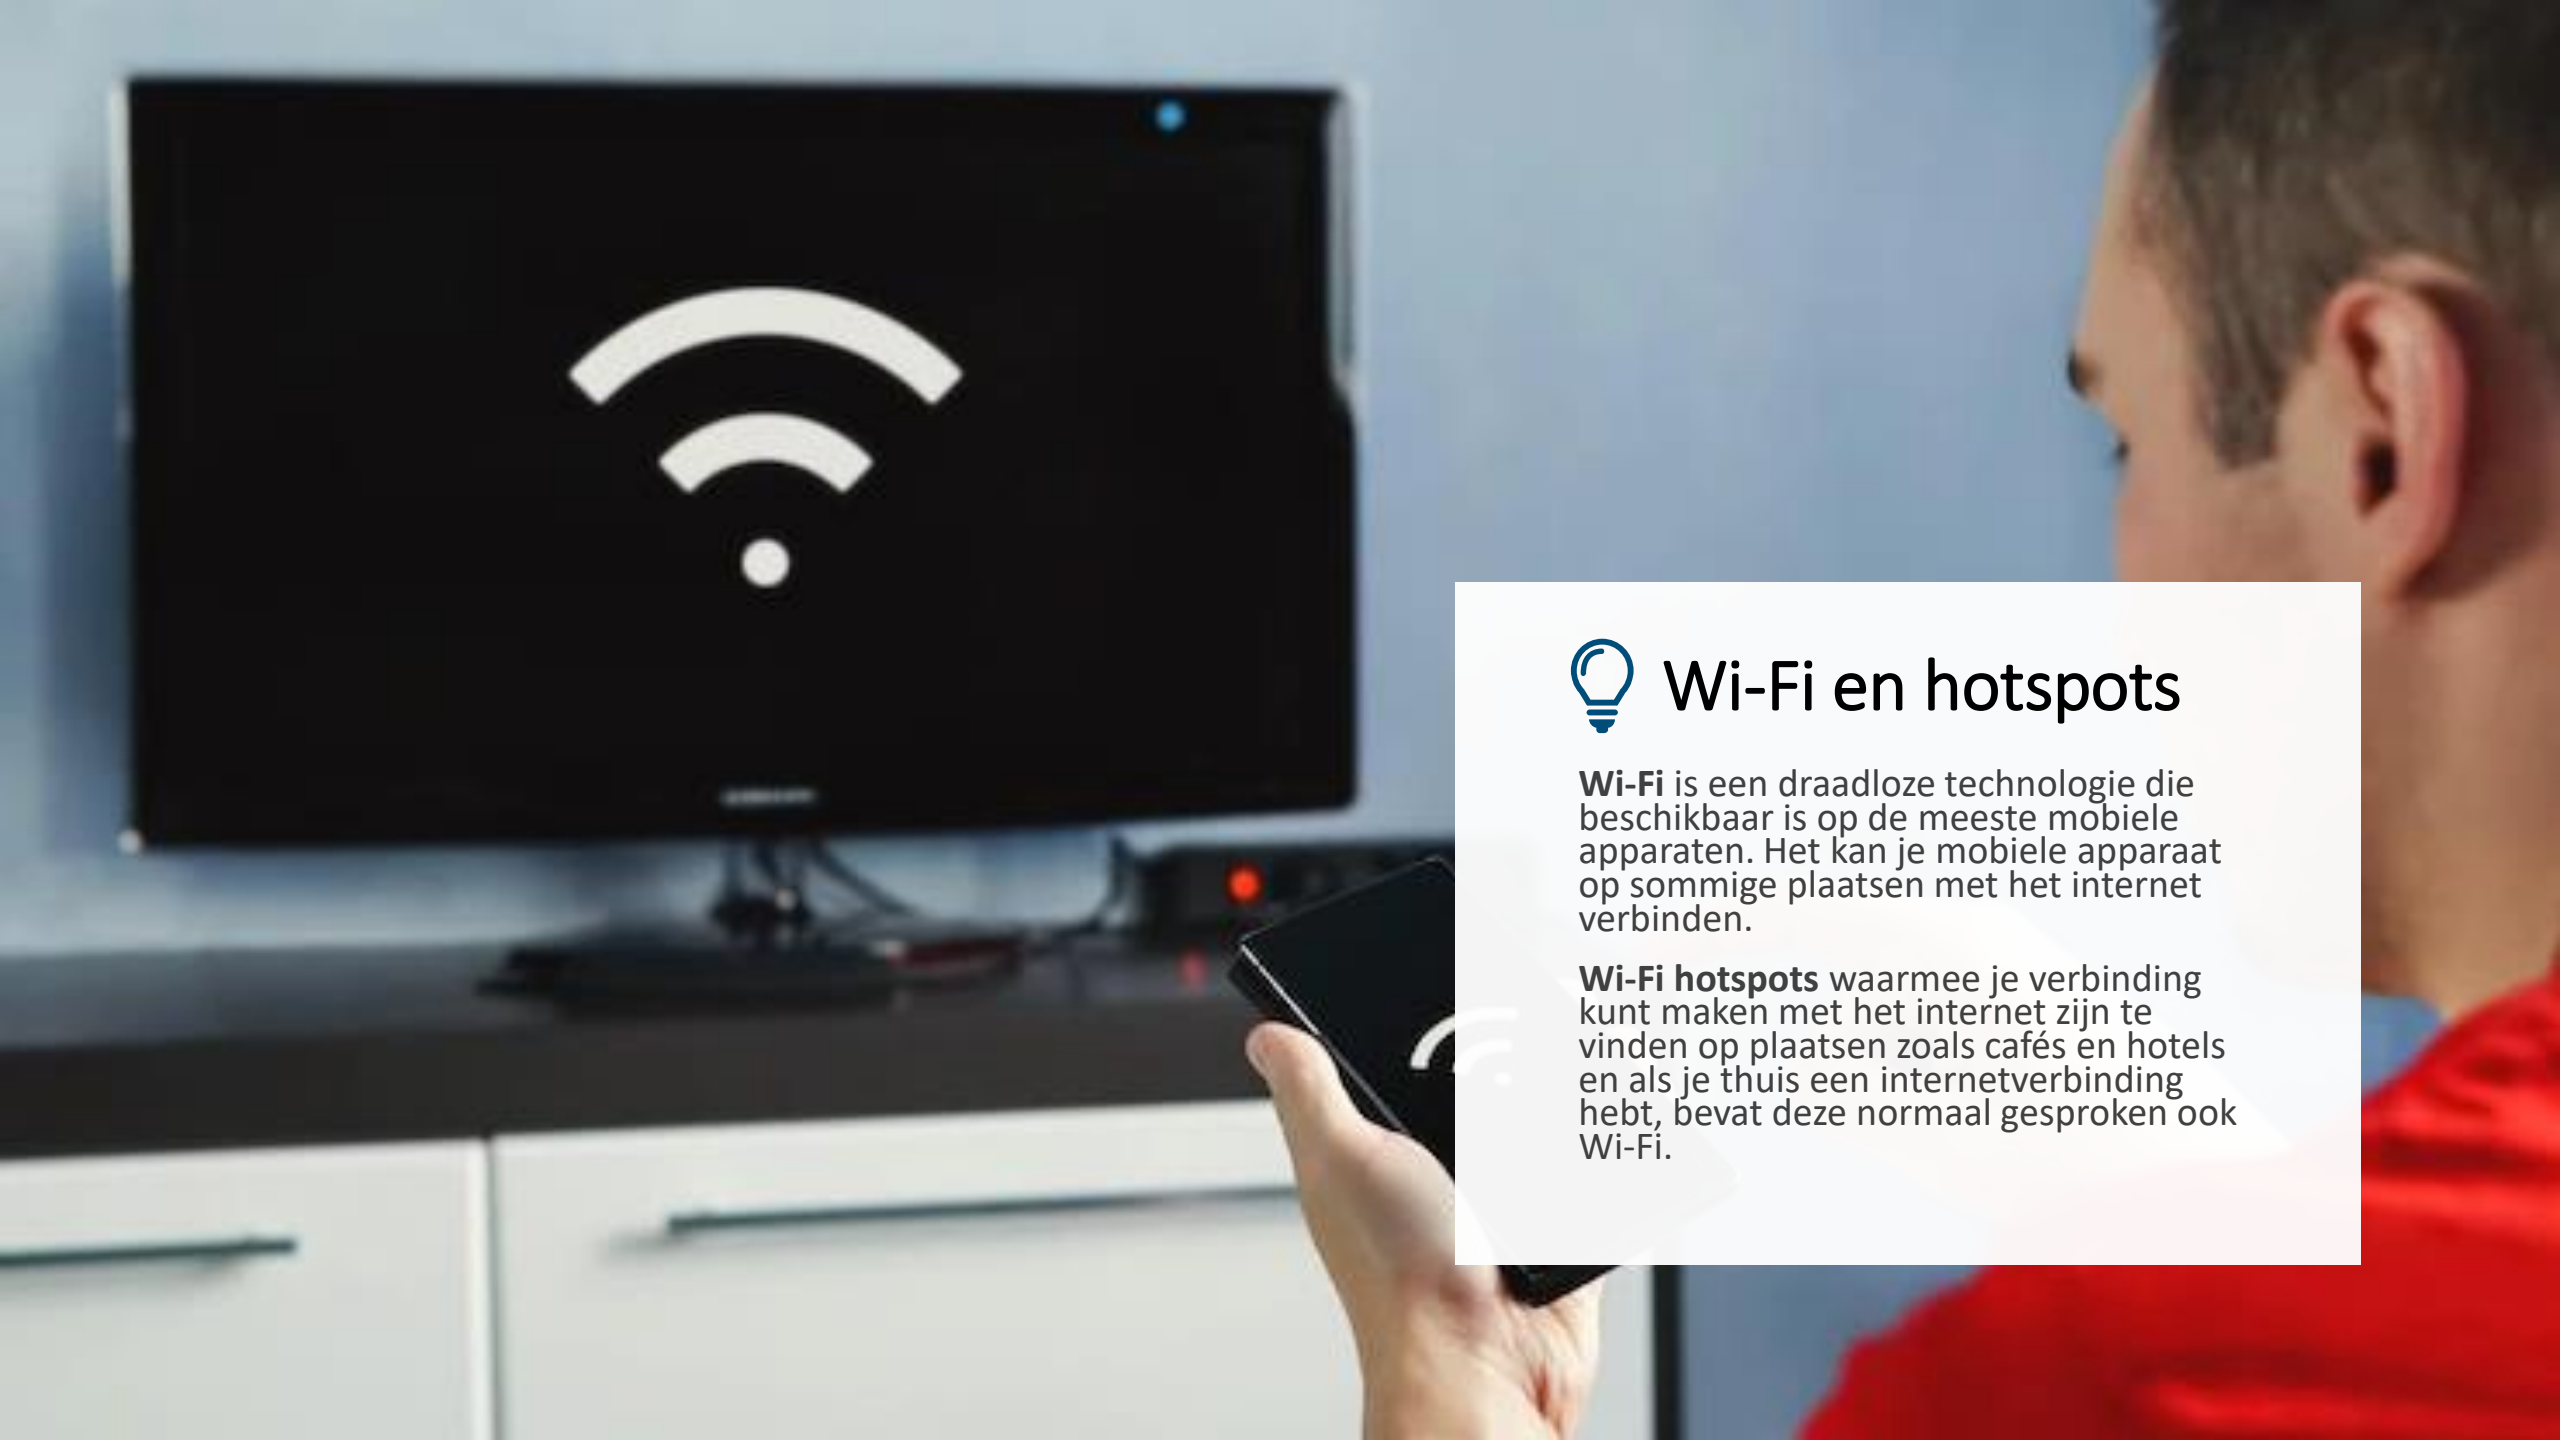 Wi-Fi en hotspots
Wi-Fi is een draadloze technologie die
beschikbaar is op de meeste mobiele
apparaten. Het kan je mobiele apparaat
op sommige plaatsen met het internet
verbinden.
Wi-Fi hotspots waarmee je verbinding
kunt maken met het internet zijn te
vinden op plaatsen zoals cafés en hotels
en als je thuis een internetverbinding
hebt, bevat deze normaal gesproken ook
Wi-Fi.